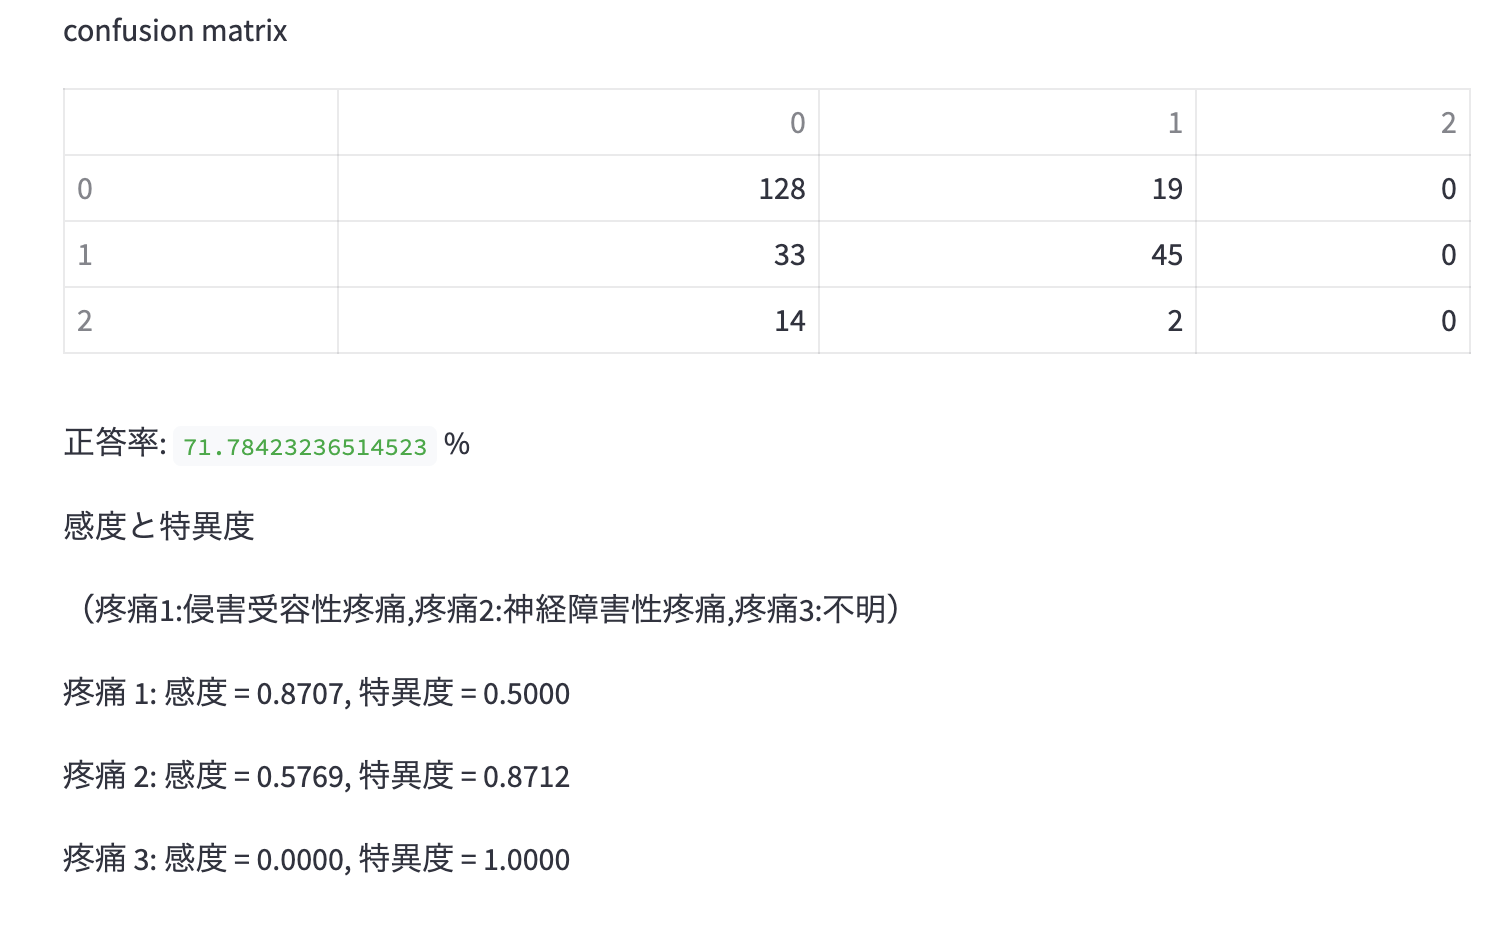 confusion matrix
0 1 2
0 128 19 0
1 33 45 0
2 14 2 0
正答率: 71.78423236514523 %
感度と特異度
（疼痛1:侵害受容性疼痛,疼痛2:神経障害性疼痛,疼痛3:不明）
疼痛 1: 感度 = 0.8707, 特異度 = 0.5000
疼痛 2: 感度 = 0.5769, 特異度 = 0.8712
疼痛 3: 感度 = 0.0000, 特異度 = 1.0000